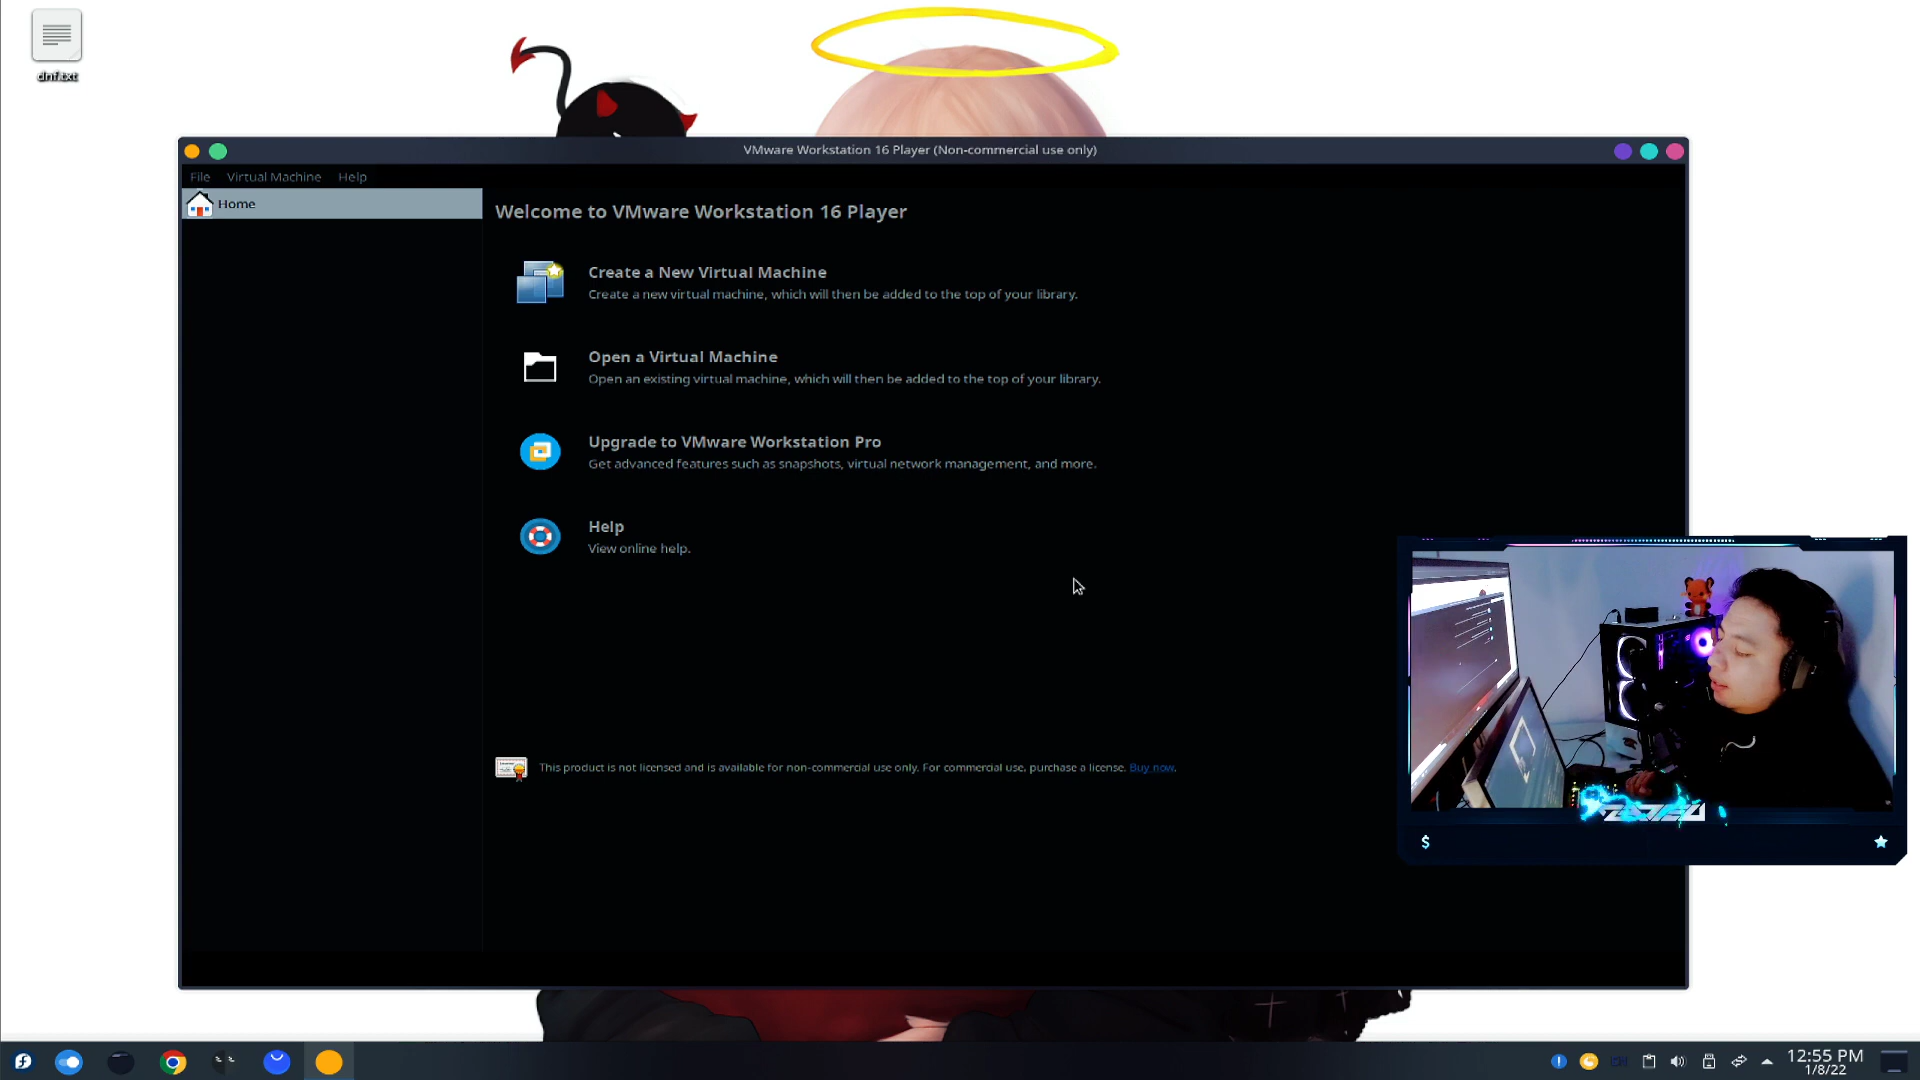 dnf.txt
VMware Workstation 16 Player (Non-commercial use only)
File Virtual Machine Help
Home
Welcome to VMware Workstation 16 Player
Create a New Virtual Machine
Create a new virtual machine, which will then be added to the top of your library.
Open a Virtual Machine
Open an existing virtual machine, which will then be added to the top of your library.
Upgrade to VMware Workstation Pro
Get advanced features such as snapshots, virtual network management, and more.
Help
View online help.
This product is not licensed and is available for non-commercial use only. For commercial use, purchase a license. Buy now.
$
12:55 PM
1/8/22